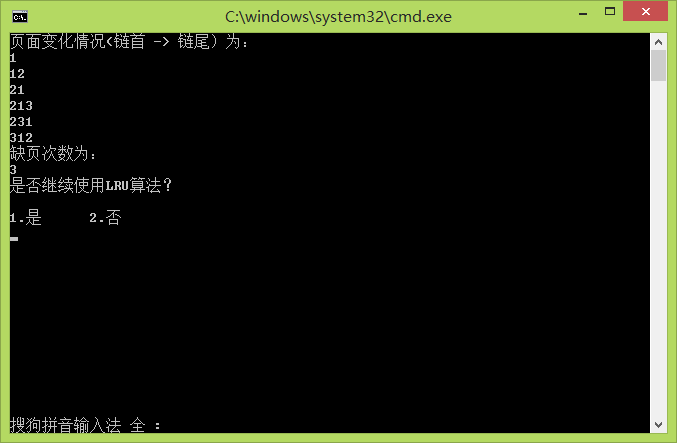 C:\windows\system32\cmd.exe
页面变化情况(链首 -> 链尾) 为:
1
12
21
213
231
312
缺页次数为:
3
是否继续使用LRU算法?
1.是 2.否
搜狗拼音输入法 全 :